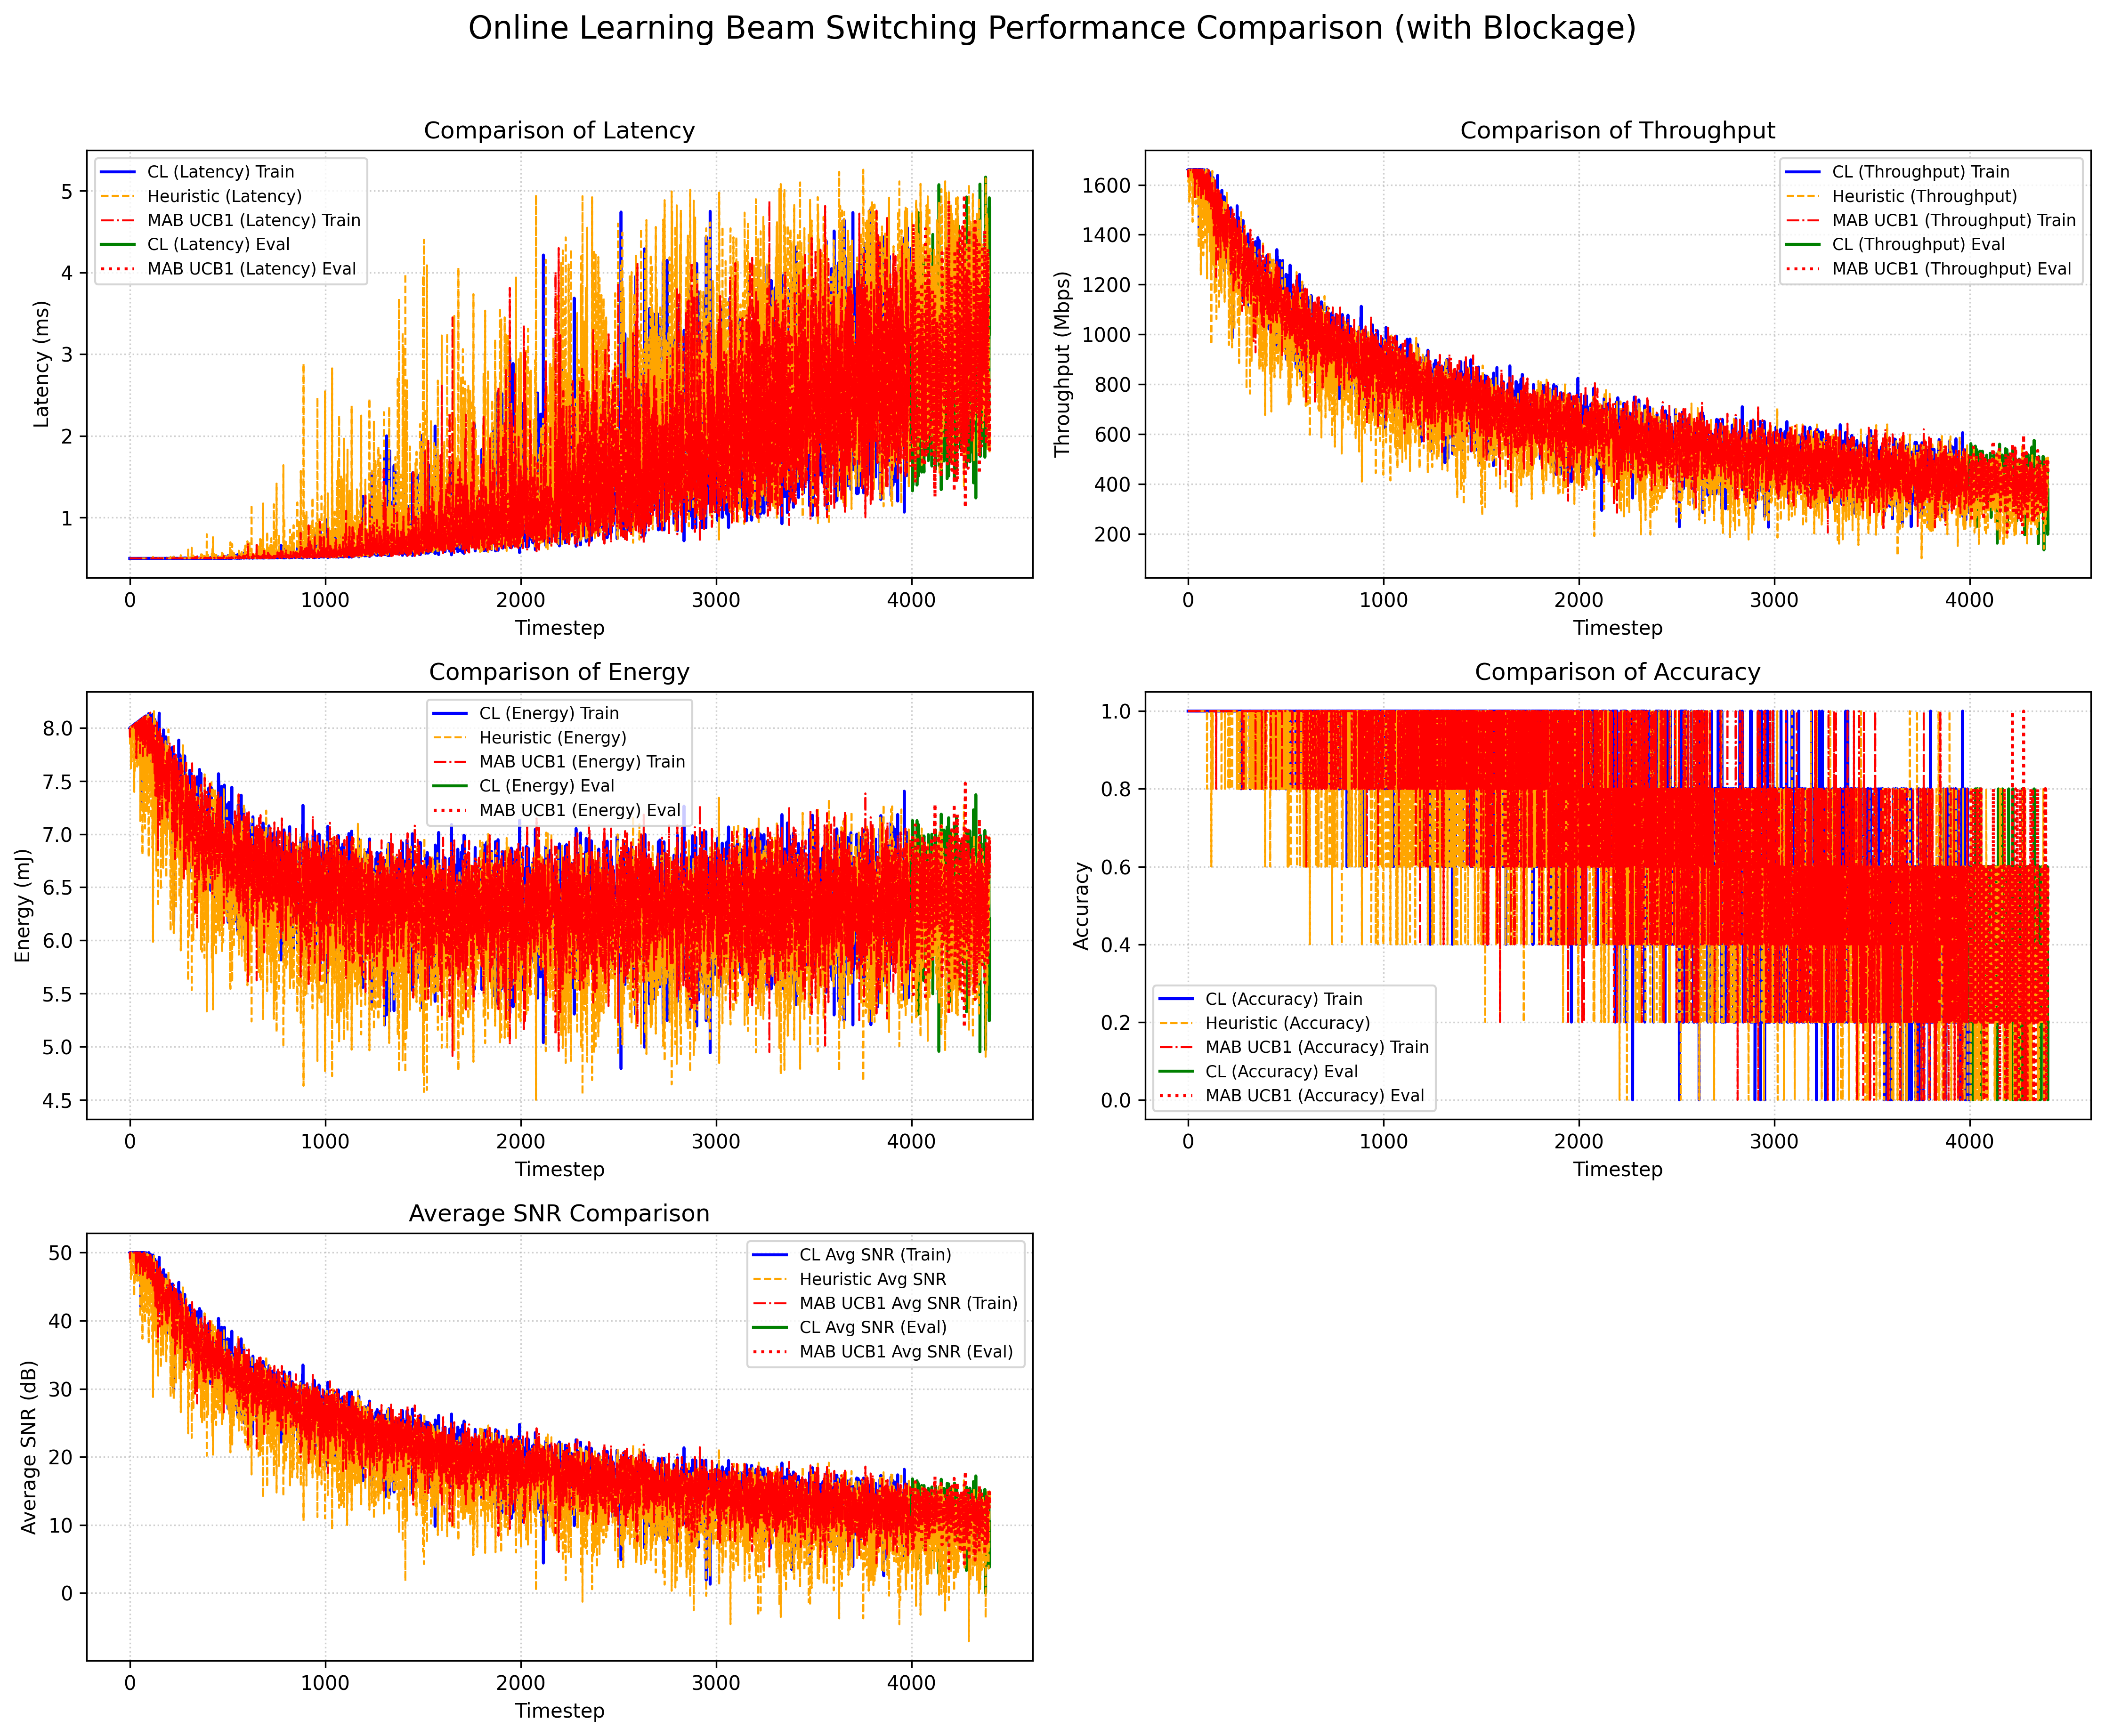 Online Learning Beam Switching Performance Comparison (with Blockage)
Comparison of Latency
CL (Latency) Train
Heuristic (Latency)
MAB UCB1 (Latency) Train
CL (Latency) Eval
MAB UCB1 (Latency) Eval
5
4
3
2
1
Latency (ms)
0 1000 2000 3000 4000
Timestep
Comparison of Throughput
CL (Throughput) Train
Heuristic (Throughput)
MAB UCB1 (Throughput) Train
CL (Throughput) Eval
MAB UCB1 (Throughput) Eval
1600
1400
1200
1000
800
600
400
200
Throughput (Mbps)
0 1000 2000 3000 4000
Timestep
Comparison of Energy
CL (Energy) Train
Heuristic (Energy)
MAB UCB1 (Energy) Train
CL (Energy) Eval
MAB UCB1 (Energy) Eval
8.0
7.5
7.0
6.5
6.0
5.5
5.0
4.5
Energy (mJ)
0 1000 2000 3000 4000
Timestep
Comparison of Accuracy
1.0
0.8
0.6
0.4
0.2
0.0
Accuracy
CL (Accuracy) Train
Heuristic (Accuracy)
MAB UCB1 (Accuracy) Train
CL (Accuracy) Eval
MAB UCB1 (Accuracy) Eval
0 1000 2000 3000 4000
Timestep
Average SNR Comparison
CL Avg SNR (Train)
Heuristic Avg SNR
MAB UCB1 Avg SNR (Train)
CL Avg SNR (Eval)
MAB UCB1 Avg SNR (Eval)
50
40
30
20
10
0
Average SNR (dB)
0 1000 2000 3000 4000
Timestep